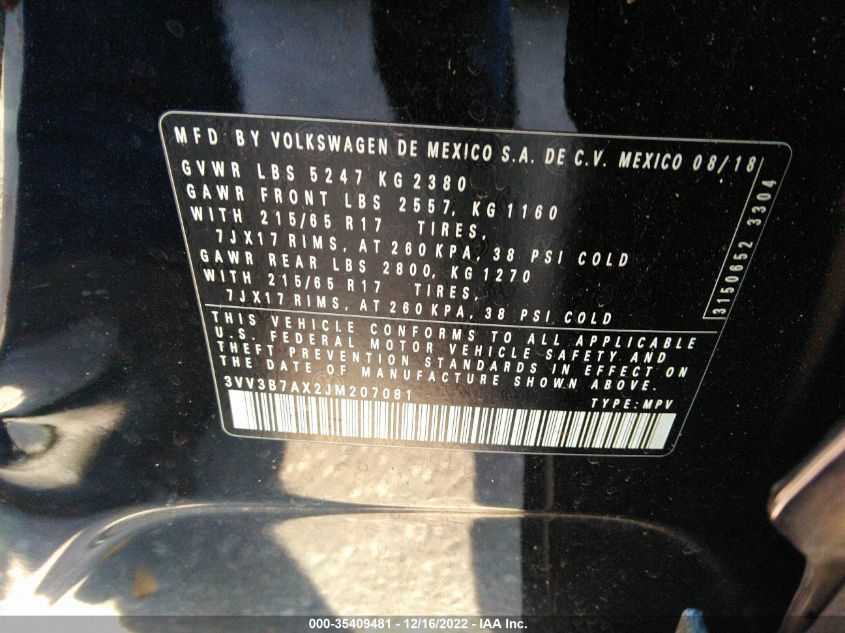 MFD BY VOLKSWAGEN DE MEXICO S.A. DE C.V. MEXICO 08/18
GVWR LBS 5247 KG 2380
GAWR FRONT LBS 2557, KG 1160
WITH 215/65 R17 TIRES,
7JX17 RIMS, AT 260 KPA, 38 PSI COLD
GAWR REAR LBS 2800, KG 1270
WITH 215/65 R17 TIRES,
7JX17 RIMS, AT 260 KPA, 38 PSI COLD
THIS VEHICLE CONFORMS TO ALL APPLICABLE
U.S. FEDERAL MOTOR VEHICLE SAFETY AND
THEFT PREVENTION STANDARDS IN EFFECT ON
THE DATE OF MANUFACTURE SHOWN ABOVE.
3VV3B7AX2JM207081
TYPE: MPV
3150652 3304
000-35409481 - 12/16/2022 - IAA Inc.